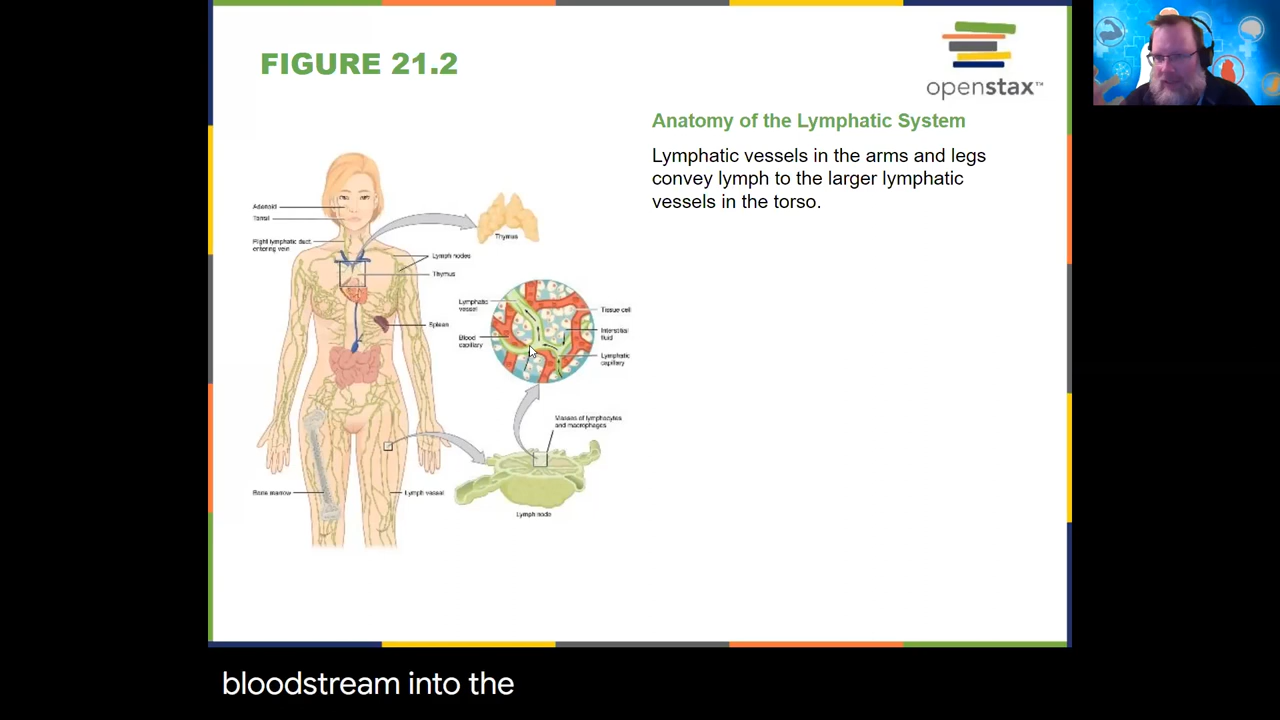 FIGURE 21.2
openstax™
Anatomy of the Lymphatic System
Lymphatic vessels in the arms and legs
convey lymph to the larger lymphatic
vessels in the torso.
Adenoid
Tonsil
Right lymphatic duct,
entering vein
Thymus
Lymph nodes
Thymus
Spleen
Lymphatic
vessel
Blood
capillary
Tissue cell
Interstitial
fluid
Lymphatic
capillary
Masses of lymphocytes
and macrophages
Bone marrow
Lymph vessel
Lymph node
bloodstream into the